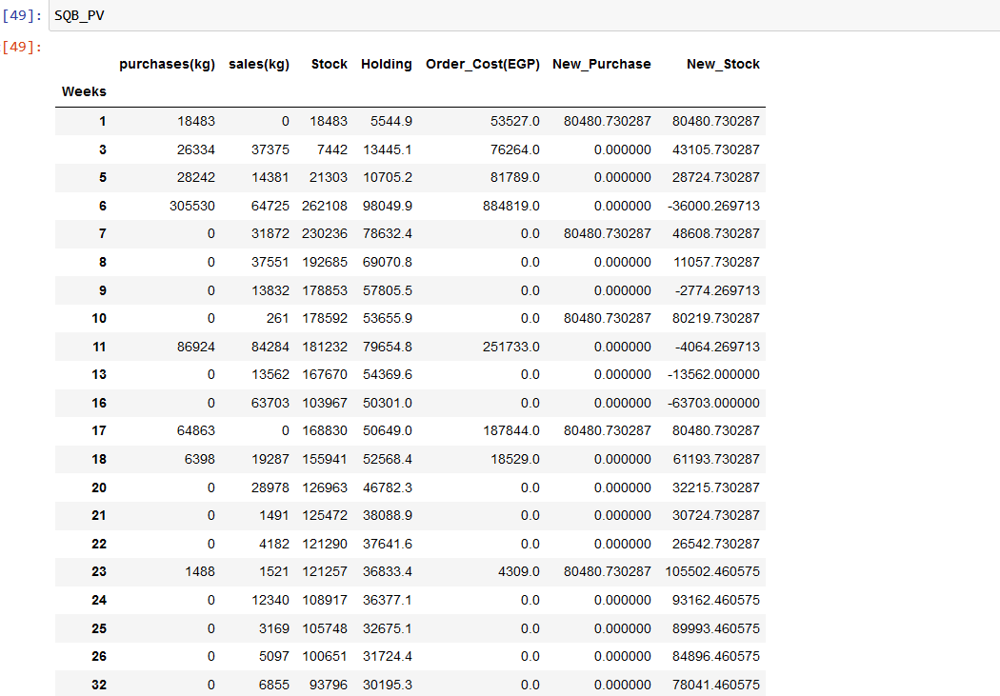 [49]: SQB_PV
[49]:
purchases(kg) sales(kg) Stock Holding Order_Cost(EGP) New_Purchase New_Stock
Weeks
1 18483 0 18483 5544.9 53527.0 80480.730287 80480.730287
3 26334 37375 7442 13445.1 76264.0 0.000000 43105.730287
5 28242 14381 21303 10705.2 81789.0 0.000000 28724.730287
6 305530 64725 262108 98049.9 884819.0 0.000000 -36000.269713
7 0 31872 230236 78632.4 0.0 80480.730287 48608.730287
8 0 37551 192685 69070.8 0.0 0.000000 11057.730287
9 0 13832 178853 57805.5 0.0 0.000000 -2774.269713
10 0 261 178592 53655.9 0.0 80480.730287 80219.730287
11 86924 84284 181232 79654.8 251733.0 0.000000 -4064.269713
13 0 13562 167670 54369.6 0.0 0.000000 -13562.000000
16 0 63703 103967 50301.0 0.0 0.000000 -63703.000000
17 64863 0 168830 50649.0 187844.0 80480.730287 80480.730287
18 6398 19287 155941 52568.4 18529.0 0.000000 61193.730287
20 0 28978 126963 46782.3 0.0 0.000000 32215.730287
21 0 1491 125472 38088.9 0.0 0.000000 30724.730287
22 0 4182 121290 37641.6 0.0 0.000000 26542.730287
23 1488 1521 121257 36833.4 4309.0 80480.730287 105502.460575
24 0 12340 108917 36377.1 0.0 0.000000 93162.460575
25 0 3169 105748 32675.1 0.0 0.000000 89993.460575
26 0 5097 100651 31724.4 0.0 0.000000 84896.460575
32 0 6855 93796 30195.3 0.0 0.000000 78041.460575